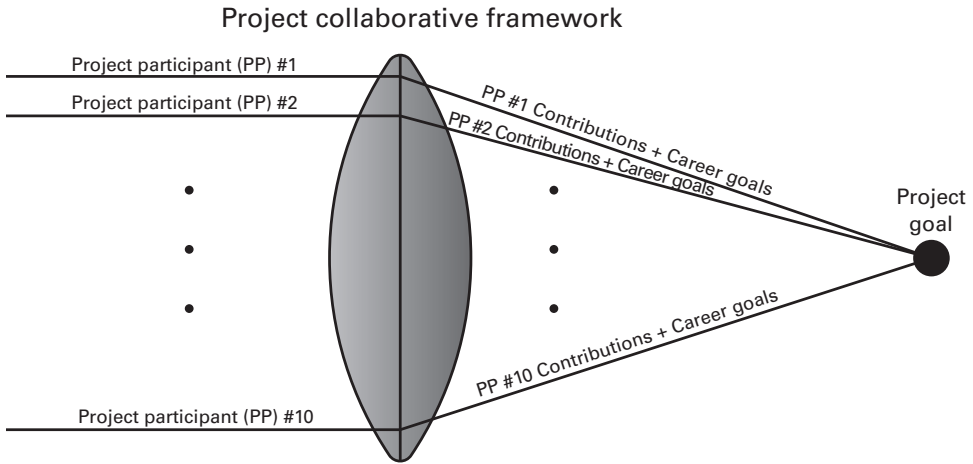 Project collaborative framework
Project participant (PP) #1
Project participant (PP) #2
PP #1 Contributions + Career goals
PP #2 Contributions + Career goals
Project
goal
Project participant (PP) #10
PP #10 Contributions + Career goals